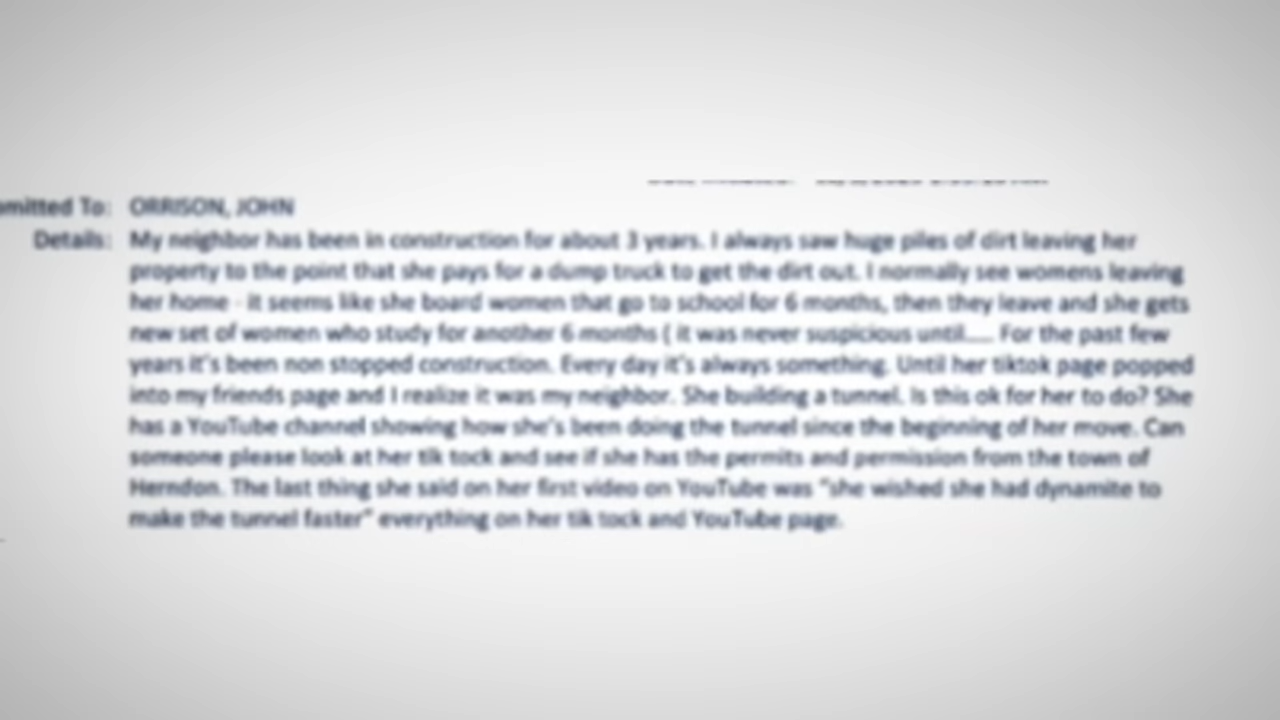 mitted To: ORRISON, JOHN
Details: My neighbor has been in construction for about 3 years. I always saw huge piles of dirt leaving her
property to the point that she pays for a dump truck to get the dirt out. I normally see womens leaving
her home - it seems like she board women that go to school for 6 months, then they leave and she gets
new set of women who study for another 6 months ( it was never suspicious until..... For the past few
years it's been non stopped construction. Every day it's always something. Until her tiktok page popped
into my friends page and I realize it was my neighbor. She building a tunnel. Is this ok for her to do? She
has a YouTube channel showing how she's been doing the tunnel since the beginning of her move. Can
someone please look at her tik tock and see if she has the permits and permission from the town of
Herndon. The last thing she said on her first video on YouTube was "she wished she had dynamite to
make the tunnel faster" everything on her tik tock and YouTube page.